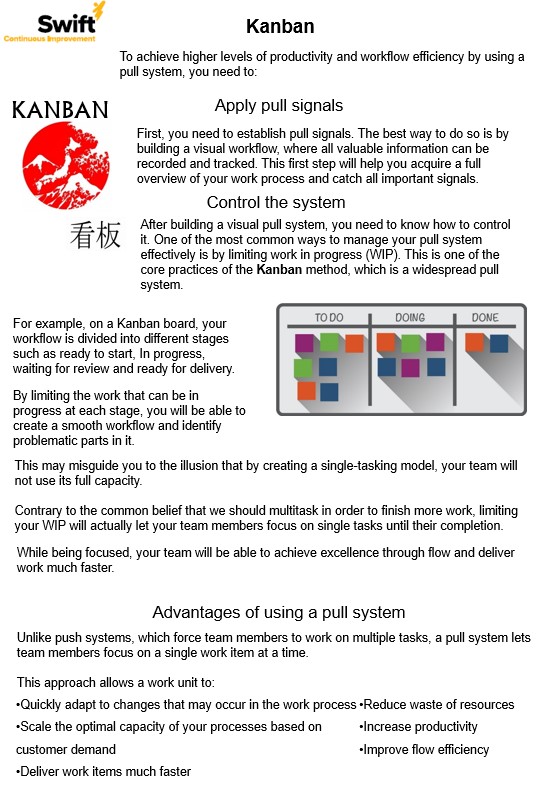 Swift
Continuous Improvement
Kanban
To achieve higher levels of productivity and workflow efficiency by using a
pull system, you need to:
KANBAN
看板
Apply pull signals
First, you need to establish pull signals. The best way to do so is by
building a visual workflow, where all valuable information can be
recorded and tracked. This first step will help you acquire a full
overview of your work process and catch all important signals.
Control the system
After building a visual pull system, you need to know how to control
it. One of the most common ways to manage your pull system
effectively is by limiting work in progress (WIP). This is one of the
core practices of the Kanban method, which is a widespread pull
system.
For example, on a Kanban board, your
workflow is divided into different stages
such as ready to start, In progress,
waiting for review and ready for delivery.
By limiting the work that can be in
progress at each stage, you will be able to
create a smooth workflow and identify
problematic parts in it.
TO DO DOING DONE
This may misguide you to the illusion that by creating a single-tasking model, your team will
not use its full capacity.
Contrary to the common belief that we should multitask in order to finish more work, limiting
your WIP will actually let your team members focus on single tasks until their completion.
While being focused, your team will be able to achieve excellence through flow and deliver
work much faster.
Advantages of using a pull system
Unlike push systems, which force team members to work on multiple tasks, a pull system lets
team members focus on a single work item at a time.
This approach allows a work unit to:
•Quickly adapt to changes that may occur in the work process
•Scale the optimal capacity of your processes based on
customer demand
•Deliver work items much faster
•Reduce waste of resources
•Increase productivity
•Improve flow efficiency